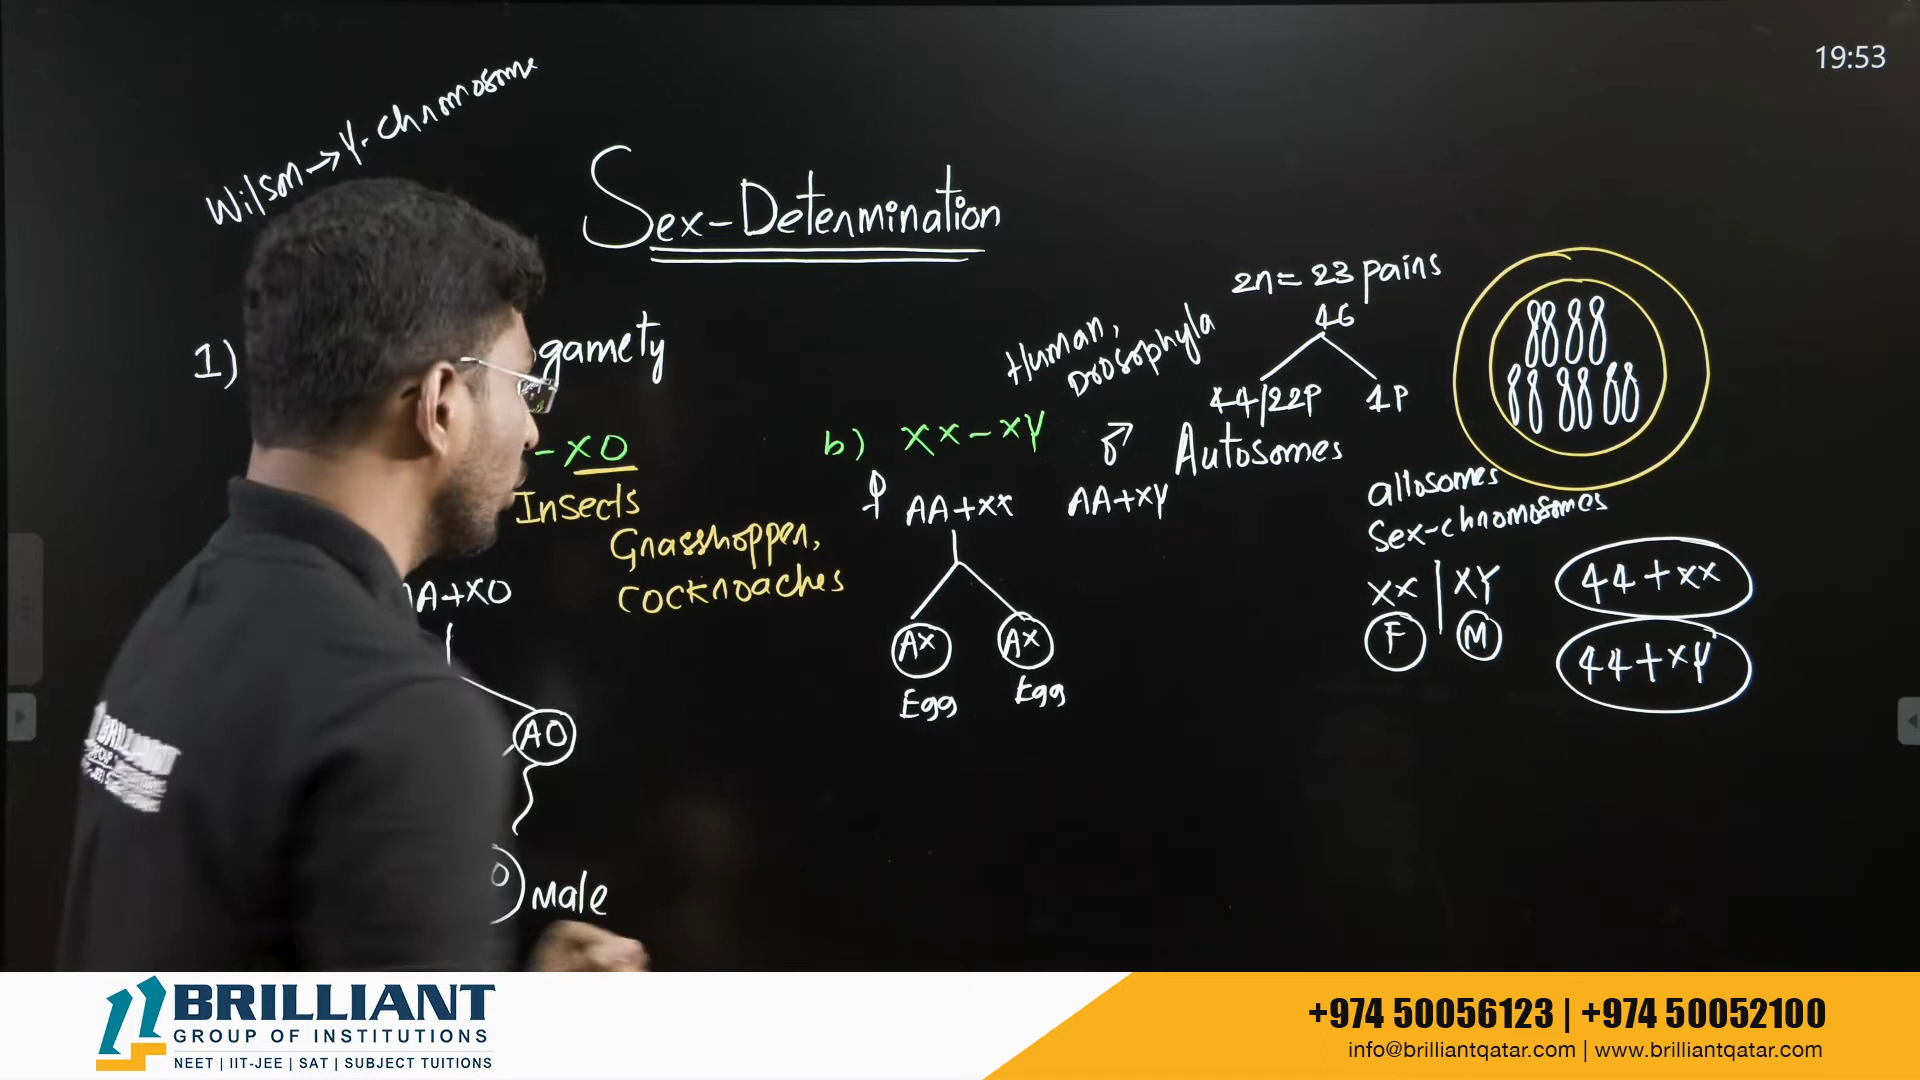 19:53
Wilson → Y-chromosome
Sex-Determination
1)
gamety
- XO
Insects
Grasshopper,
cockroaches
A+XO
AO
O
Male
b) XX - XY
Human,
Drosophyla
♀ AA+XX
♂
AA+XY
AX
AX
Egg
Egg
2n = 23 pairs
46
44/22P
1P
Autosomes
allosomes
Sex-chromosomes
XX | XY
F
M
44+XX
44+XY
BRILLIANT
BRILLIANT
GROUP OF INSTITUTIONS
NEET | IIT-JEE | SAT | SUBJECT TUITIONS
+974 50056123 | +974 50052100
info@brilliantqatar.com | www.brilliantqatar.com